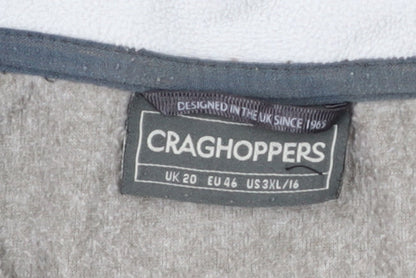 DESIGNED IN THE UK SINCE 1965
CRAGHOPPERS
UK 20 EU 46 US 3XL/16